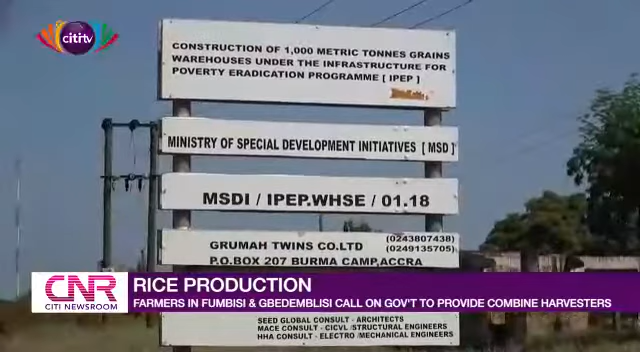 citi tv
CONSTRUCTION OF 1,000 METRIC TONNES GRAINS
WAREHOUSES UNDER THE INFRASTRUCTURE FOR
POVERTY ERADICATION PROGRAMME [ IPEP ]
MINISTRY OF SPECIAL DEVELOPMENT INITIATIVES [ MSD ]
MSDI / IPEP.WHSE / 01.18
GRUMAH TWINS CO.LTD
(0243807438)
(0249135705)
P.O.BOX 207 BURMA CAMP,ACCRA
CNR
CITI NEWSROOM
RICE PRODUCTION
FARMERS IN FUMBISI & GBEDEMBLISI CALL ON GOV'T TO PROVIDE COMBINE HARVESTERS
SEED GLOBAL CONSULT - ARCHITECTS
MACE CONSULT - CICVL /STRUCTURAL ENGINEERS
HHA CONSULT - ELECTRO /MECHANICAL ENGINEERS